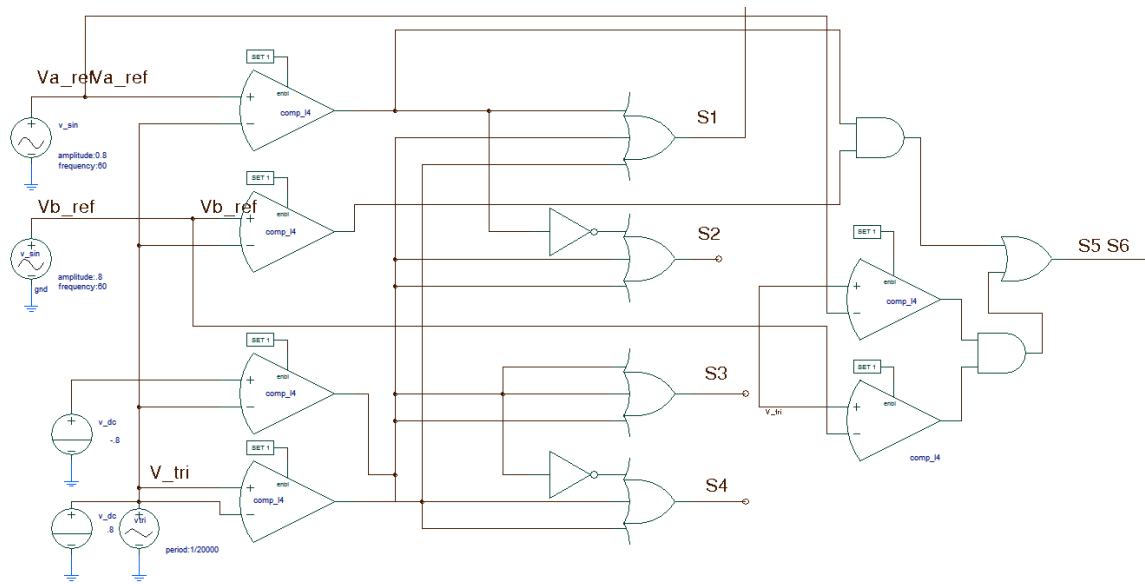 SET 1
Va_ref
Va_ref
enbl
comp_l4
S1
v_sin
amplitude:0.8
frequency:60
SET 1
Vb_ref
Vb_ref
enbl
comp_l4
S2
SET 1
S5 S6
v_sin
enbl
amplitude:.8
frequency:60
gnd
comp_l4
SET 1
enbl
comp_l4
S3
SET 1
enbl
V_tri
v_dc
-.8
SET 1
comp_l4
V_tri
enbl
S4
comp_l4
v_dc
.8
vtri
period:1/20000